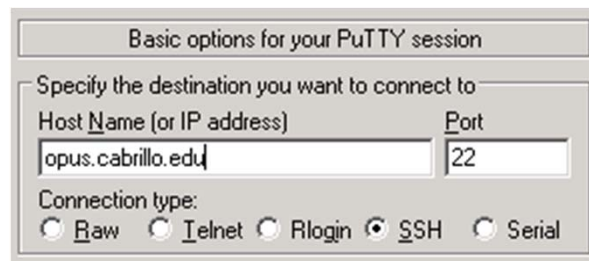 Basic options for your PuTTY session
Specify the destination you want to connect to
Host Name (or IP address) Port
opus.cabrillo.edu 22
Connection type:
Raw Telnet Rlogin SSH Serial